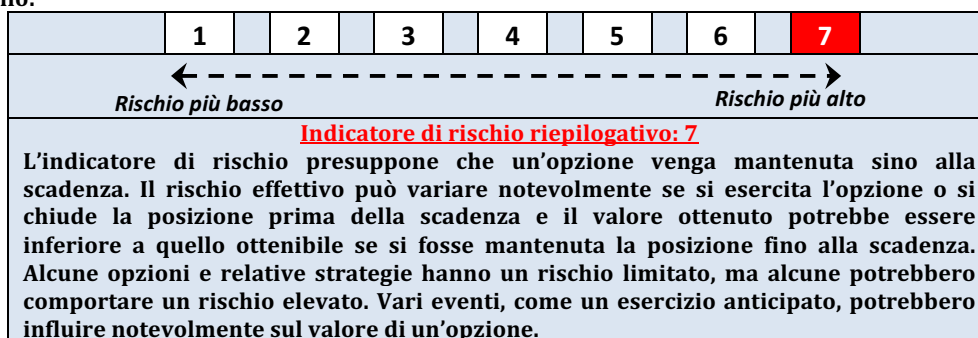 no:
1 2 3 4 5 6 7
Rischio più basso Rischio più alto
Indicatore di rischio riepilogativo: 7
L'indicatore di rischio presuppone che un'opzione venga mantenuta sino alla
scadenza. Il rischio effettivo può variare notevolmente se si esercita l'opzione o si
chiude la posizione prima della scadenza e il valore ottenuto potrebbe essere
inferiore a quello ottenibile se si fosse mantenuta la posizione fino alla scadenza.
Alcune opzioni e relative strategie hanno un rischio limitato, ma alcune potrebbero
comportare un rischio elevato. Vari eventi, come un esercizio anticipato, potrebbero
influire notevolmente sul valore di un'opzione.